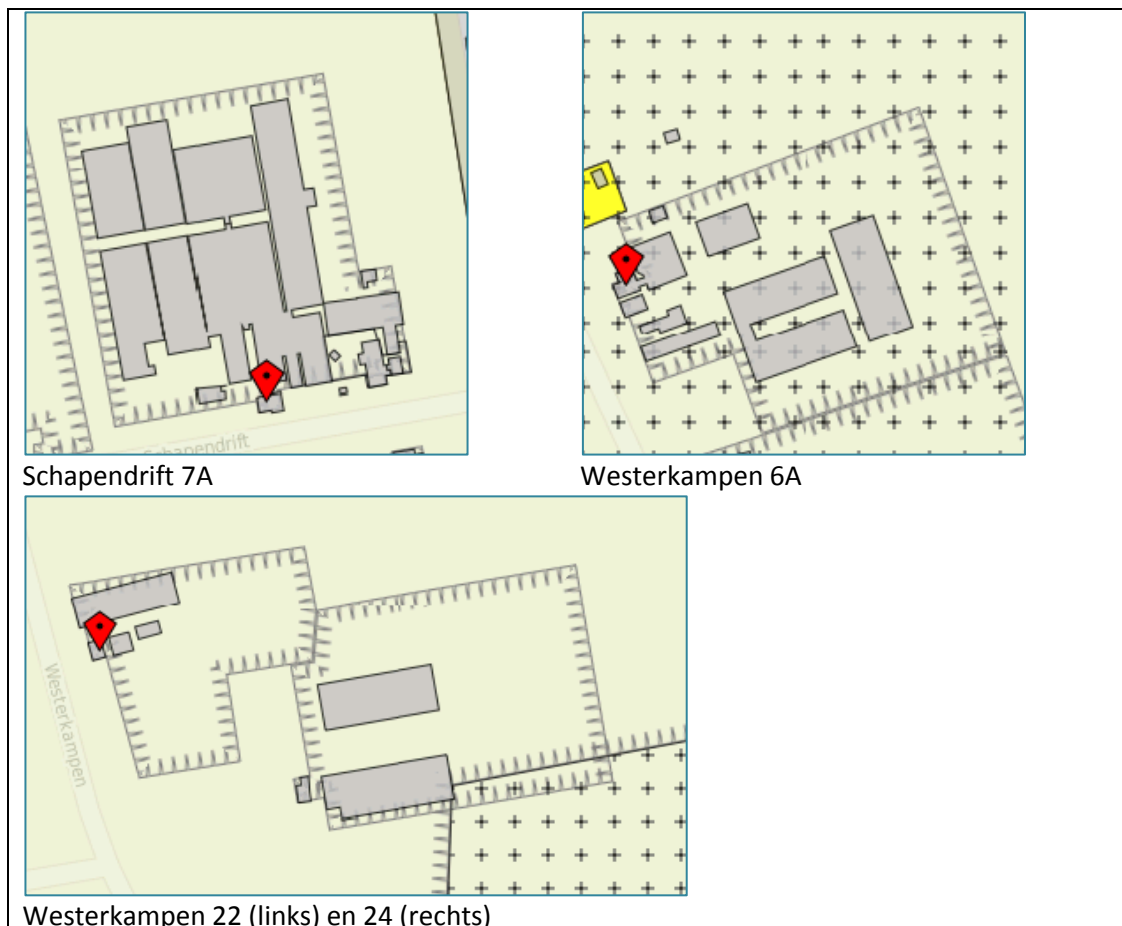 Schapendrift
Schapendrift 7A
Westerkampen 6A
Westerkampen
Westerkampen 22 (links) en 24 (rechts)